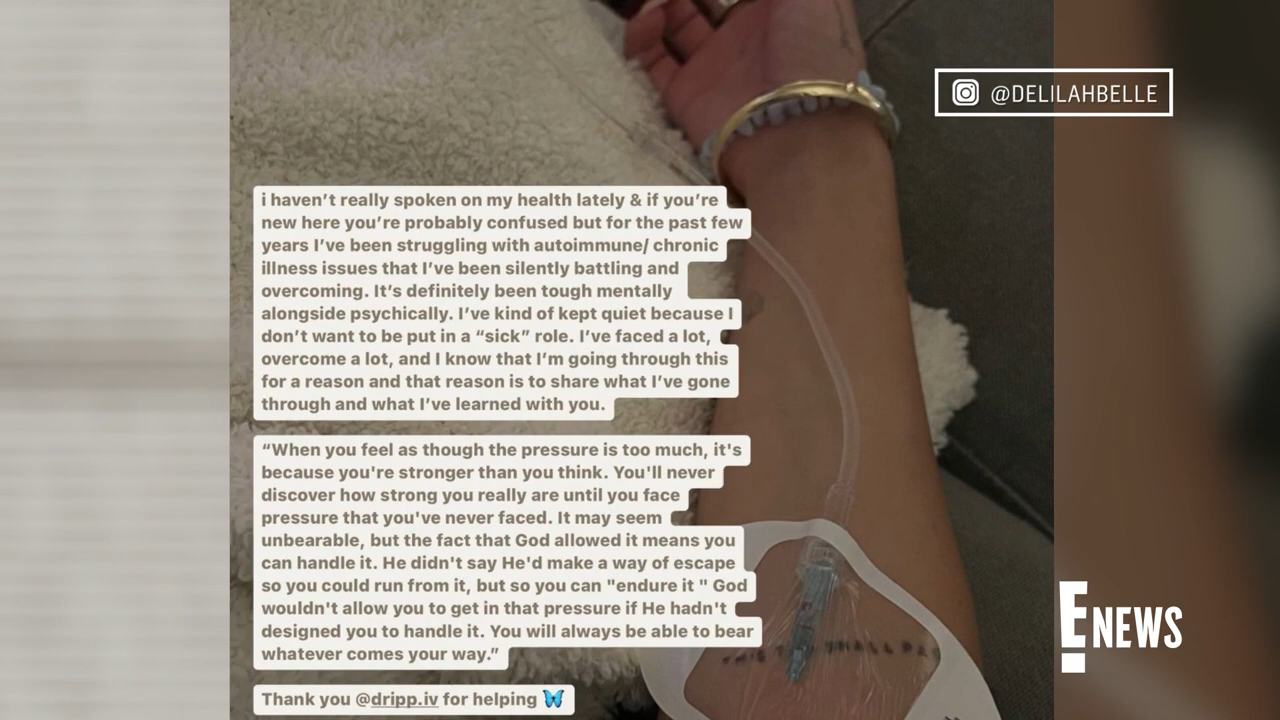 @DELILAHBELLE
i haven’t really spoken on my health lately & if you’re
new here you’re probably confused but for the past few
years I’ve been struggling with autoimmune/ chronic
illness issues that I’ve been silently battling and
overcoming. It’s definitely been tough mentally
alongside psychically. I’ve kind of kept quiet because I
don’t want to be put in a “sick” role. I’ve faced a lot,
overcome a lot, and I know that I’m going through this
for a reason and that reason is to share what I’ve gone
through and what I’ve learned with you.
“When you feel as though the pressure is too much, it's
because you're stronger than you think. You'll never
discover how strong you really are until you face
pressure that you've never faced. It may seem
unbearable, but the fact that God allowed it means you
can handle it. He didn't say He'd make a way of escape
so you could run from it, but so you can "endure it " God
wouldn't allow you to get in that pressure if He hadn't
designed you to handle it. You will always be able to bear
whatever comes your way.”
Thank you @dripp.iv for helping 🦋
E NEWS
THIS SHALL